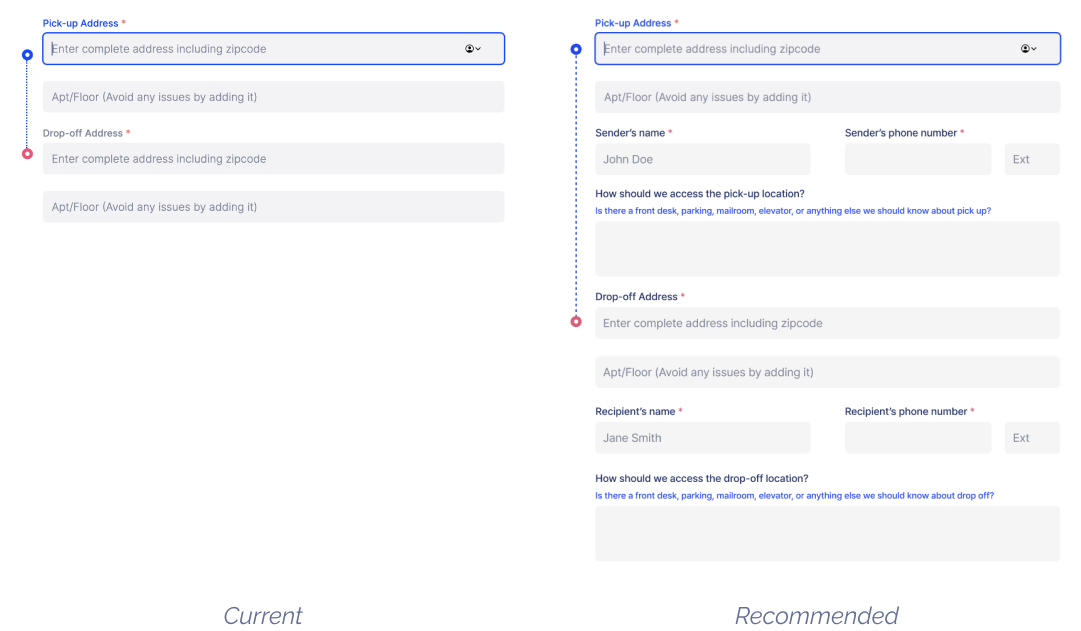 Pick-up Address *
Enter complete address including zipcode
Apt/Floor (Avoid any issues by adding it)
Drop-off Address *
Enter complete address including zipcode
Apt/Floor (Avoid any issues by adding it)
Current
Pick-up Address *
Enter complete address including zipcode
Apt/Floor (Avoid any issues by adding it)
Sender's name * Sender's phone number *
John Doe Ext
How should we access the pick-up location?
Is there a front desk, parking, mailroom, elevator, or anything else we should know about pick up?
Drop-off Address *
Enter complete address including zipcode
Apt/Floor (Avoid any issues by adding it)
Recipient's name * Recipient's phone number *
Jane Smith Ext
How should we access the drop-off location?
Is there a front desk, parking, mailroom, elevator, or anything else we should know about drop off?
Recommended